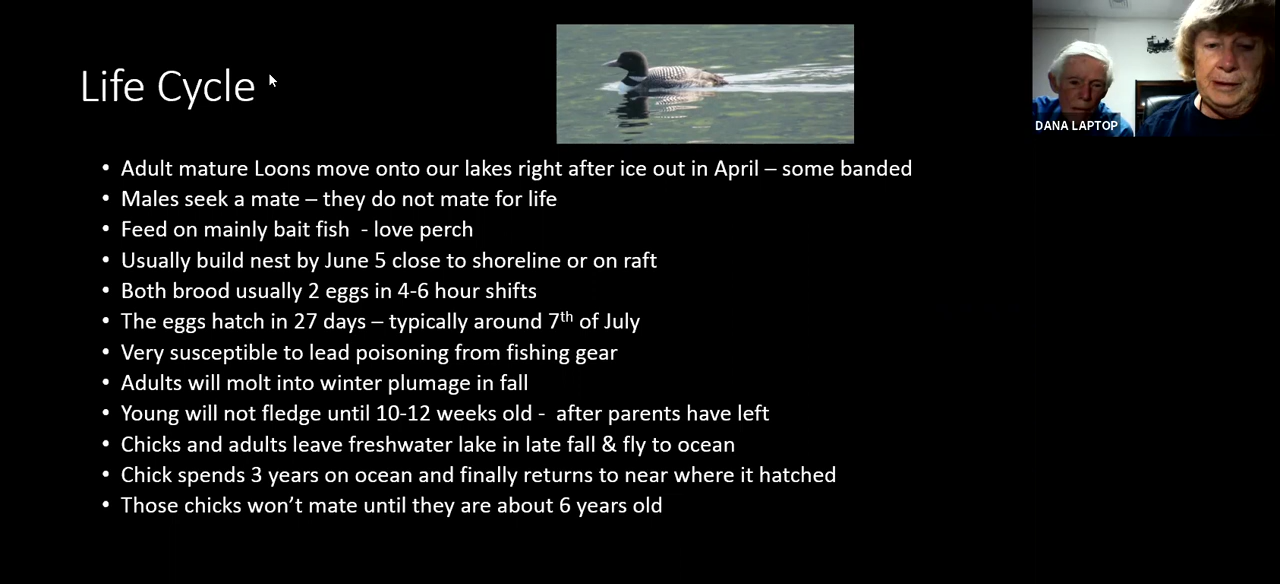 Life Cycle
DANA LAPTOP
• Adult mature Loons move onto our lakes right after ice out in April – some banded
• Males seek a mate – they do not mate for life
• Feed on mainly bait fish  - love perch
• Usually build nest by June 5 close to shoreline or on raft
• Both brood usually 2 eggs in 4-6 hour shifts
• The eggs hatch in 27 days – typically around 7th of July
• Very susceptible to lead poisoning from fishing gear
• Adults will molt into winter plumage in fall
• Young will not fledge until 10-12 weeks old -  after parents have left
• Chicks and adults leave freshwater lake in late fall & fly to ocean
• Chick spends 3 years on ocean and finally returns to near where it hatched
• Those chicks won’t mate until they are about 6 years old